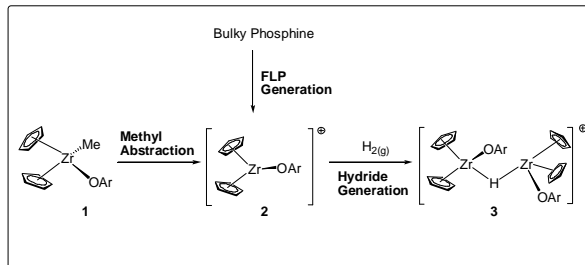 Bulky Phosphine
FLP
Generation
Me
Zr
OAr
Methyl
Abstraction
Zr OAr
⊕
H2(g)
Hydride
Generation
OAr
Zr
Zr
H
OAr
⊕
1
2
3